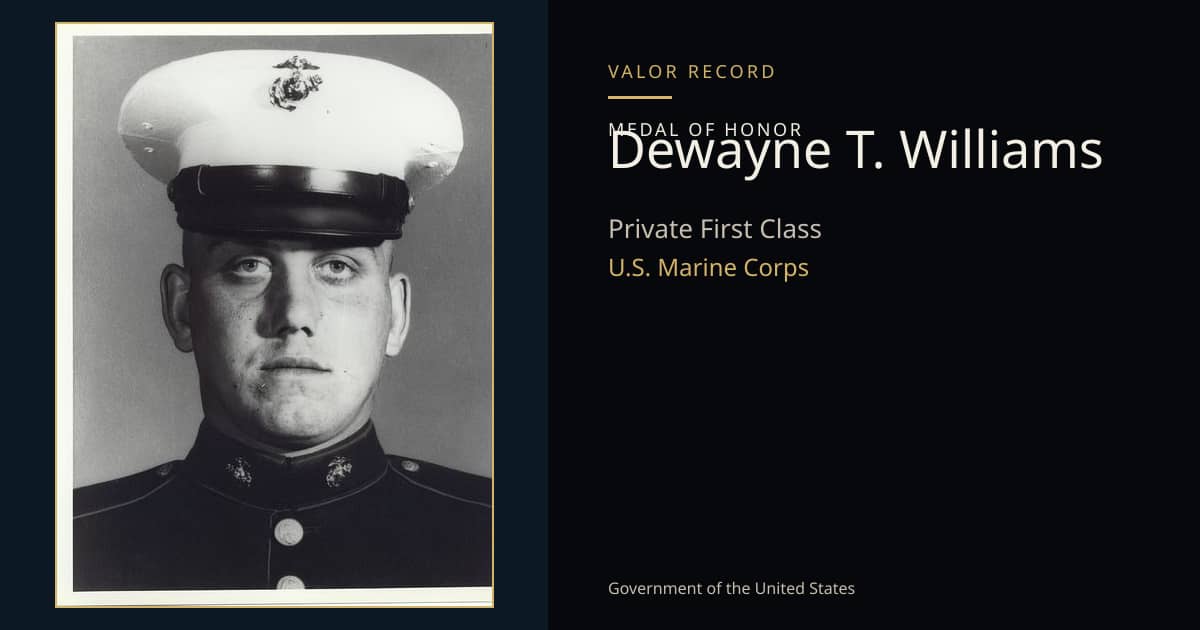 VALOR RECORD
MEDAL OF HONOR
Dewayne T. Williams
Private First Class
U.S. Marine Corps
Government of the United States